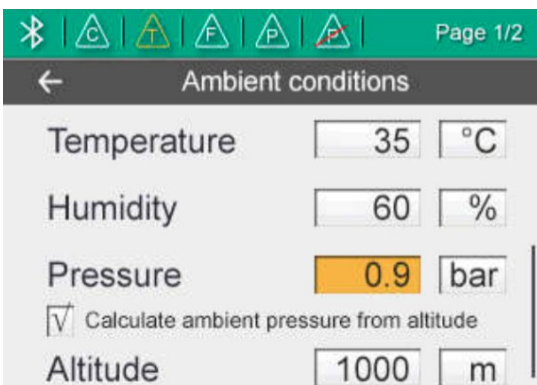 C T F P P Page 1/2
Ambient conditions
Temperature 35 °C
Humidity 60 %
Pressure 0.9 bar
√ Calculate ambient pressure from altitude
Altitude 1000 m